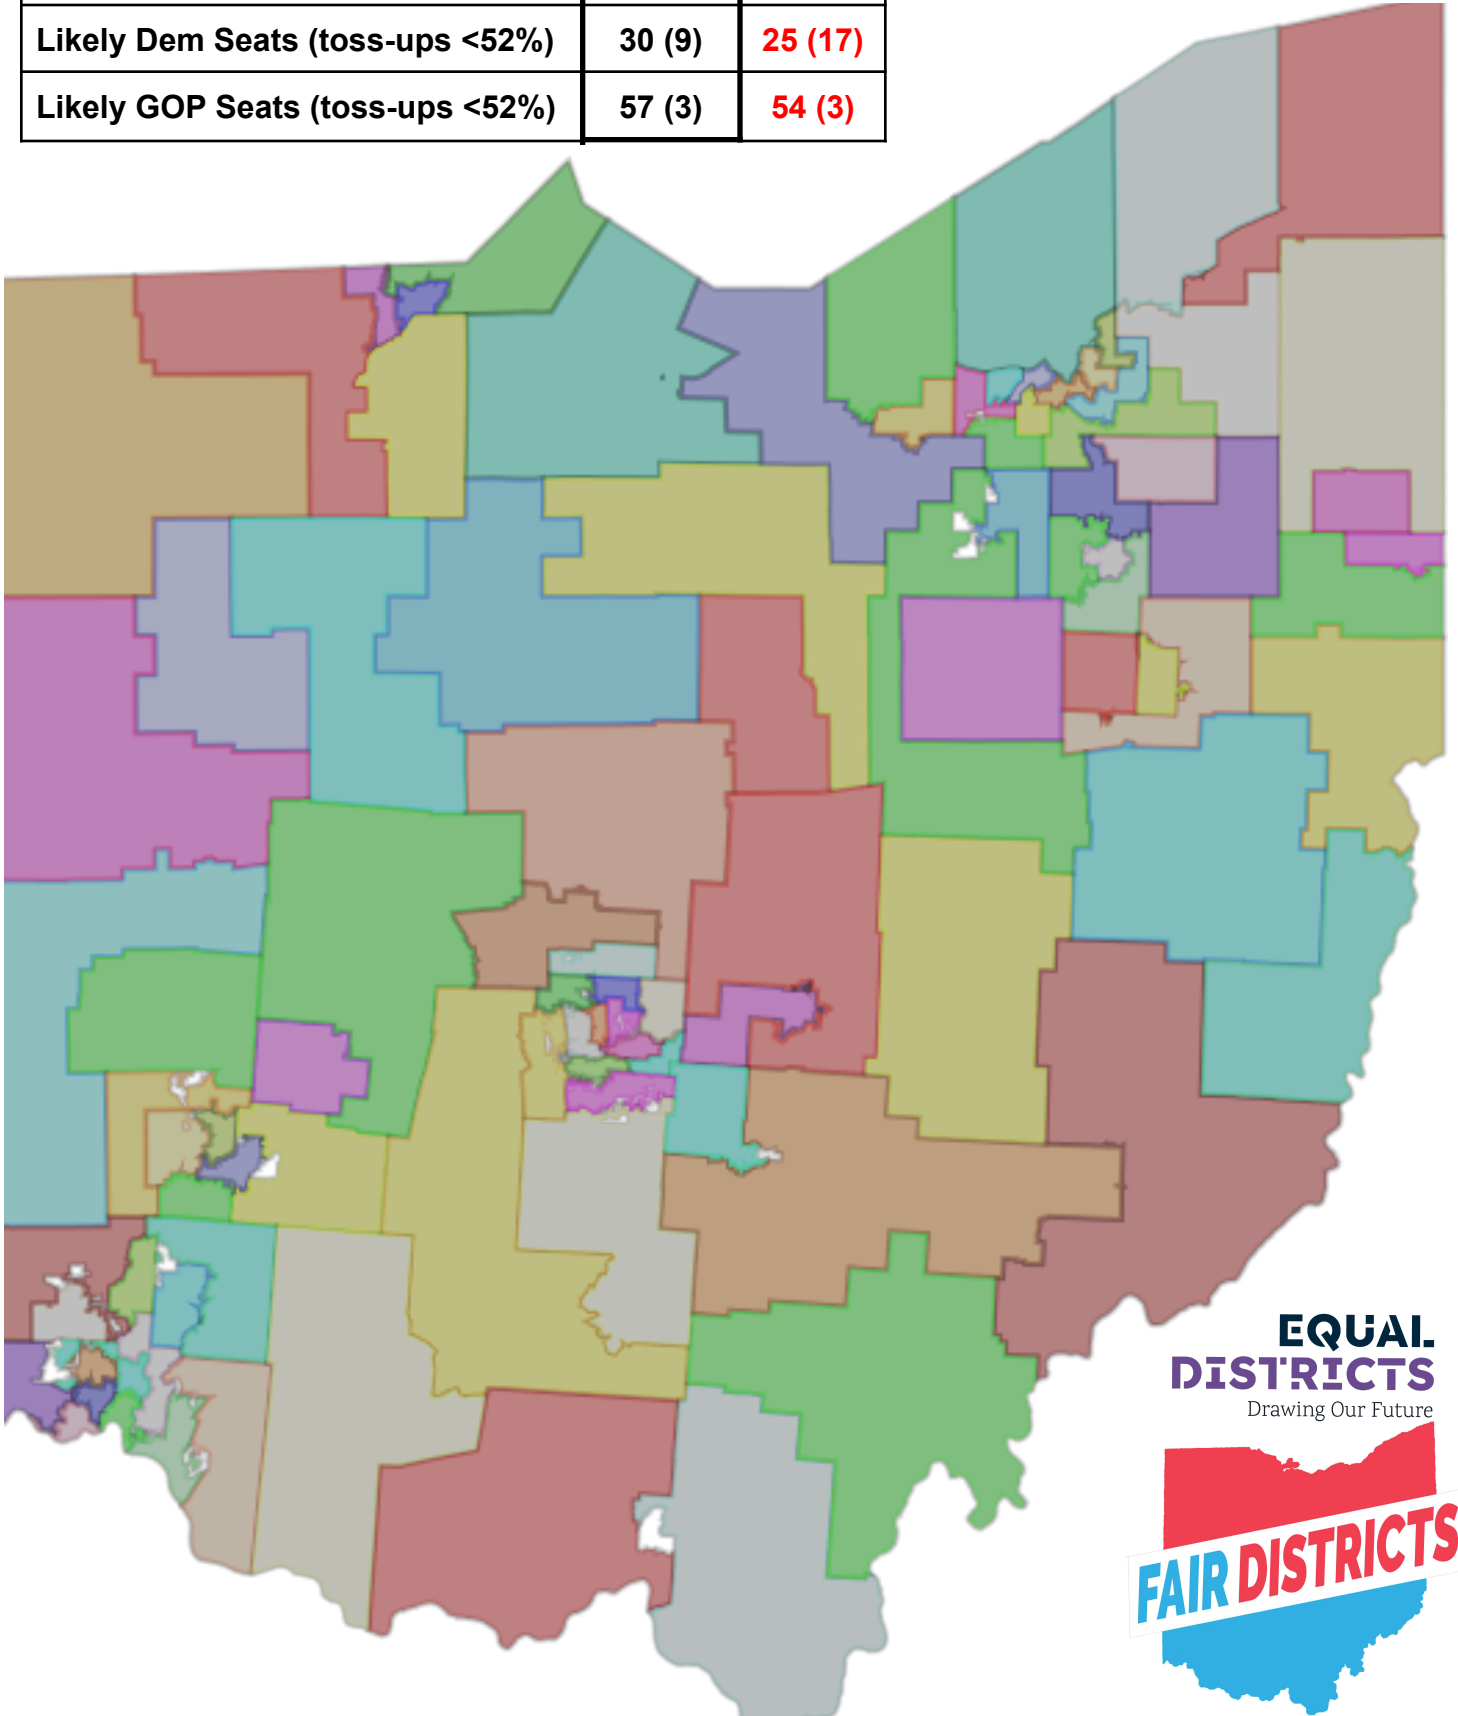 Likely Dem Seats (toss-ups <52%) 30 (9) 25 (17)
Likely GOP Seats (toss-ups <52%) 57 (3) 54 (3)
EQUAL
DISTRICTS
Drawing Our Future
FAIR DISTRICTS